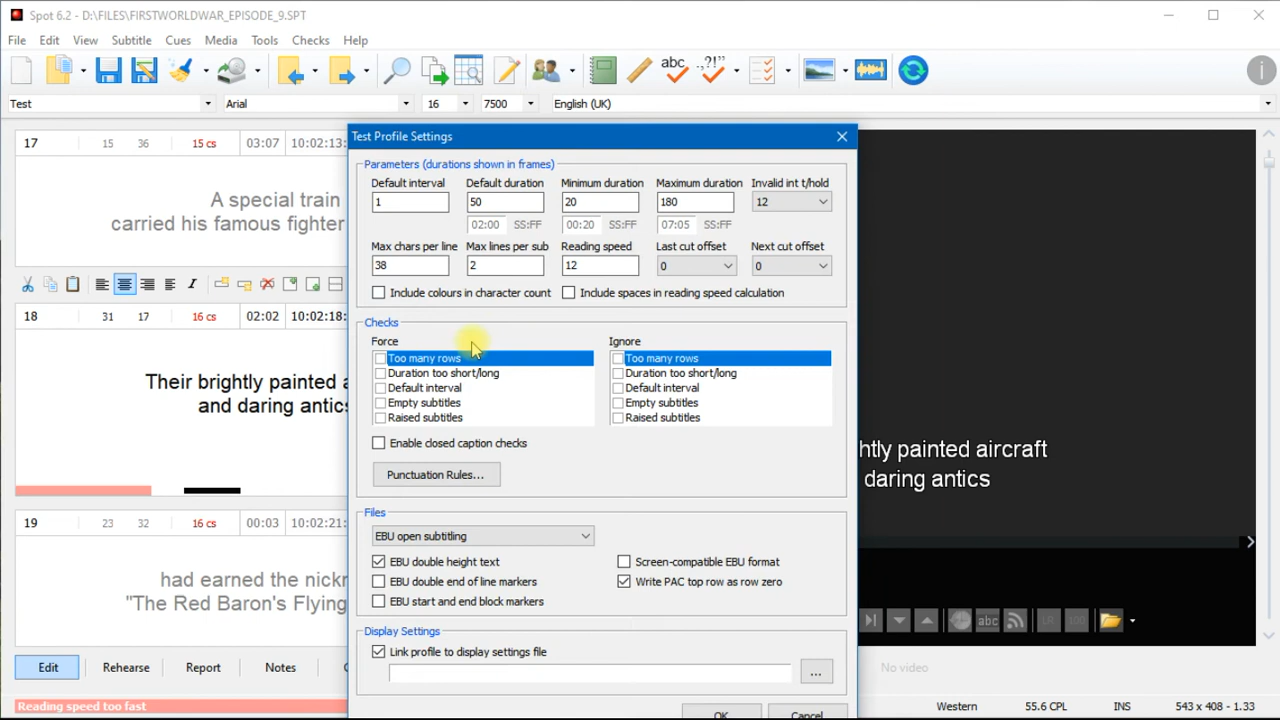 Spot 6.2 - D:\FILES\FIRSTWORLDWAR_EPISODE_9.SPT
File Edit View Subtitle Cues Media Tools Checks Help
abc .,?!"
Test Arial 16 7500 English (UK)
17 15 36 15 cs 03:07 10:02:13:
A special train
carried his famous fighter
18 31 17 16 cs 02:02 10:02:18:
Their brightly painted a
and daring antics
19 23 32 16 cs 00:03 10:02:21:
had earned the nickn
"The Red Baron's Flying
Edit Rehearse Report Notes
Reading speed too fast
Test Profile Settings
Parameters (durations shown in frames)
Default interval Default duration Minimum duration Maximum duration Invalid int t/hold
1 50 20 180 12
02:00 SS:FF 00:20 SS:FF 07:05 SS:FF
Max chars per line Max lines per sub Reading speed Last cut offset Next cut offset
38 2 12 0 0
Include colours in character count Include spaces in reading speed calculation
Checks
Force Ignore
Too many rows Too many rows
Duration too short/long Duration too short/long
Default interval Default interval
Empty subtitles Empty subtitles
Raised subtitles Raised subtitles
Enable closed caption checks
Punctuation Rules...
Files
EBU open subtitling
EBU double height text Screen-compatible EBU format
EBU double end of line markers Write PAC top row as row zero
EBU start and end block markers
Display Settings
Link profile to display settings file
...
OK Cancel
htly painted aircraft
daring antics
abc LR 100
No video
Western 55.6 CPL INS 543 x 408 - 1.33